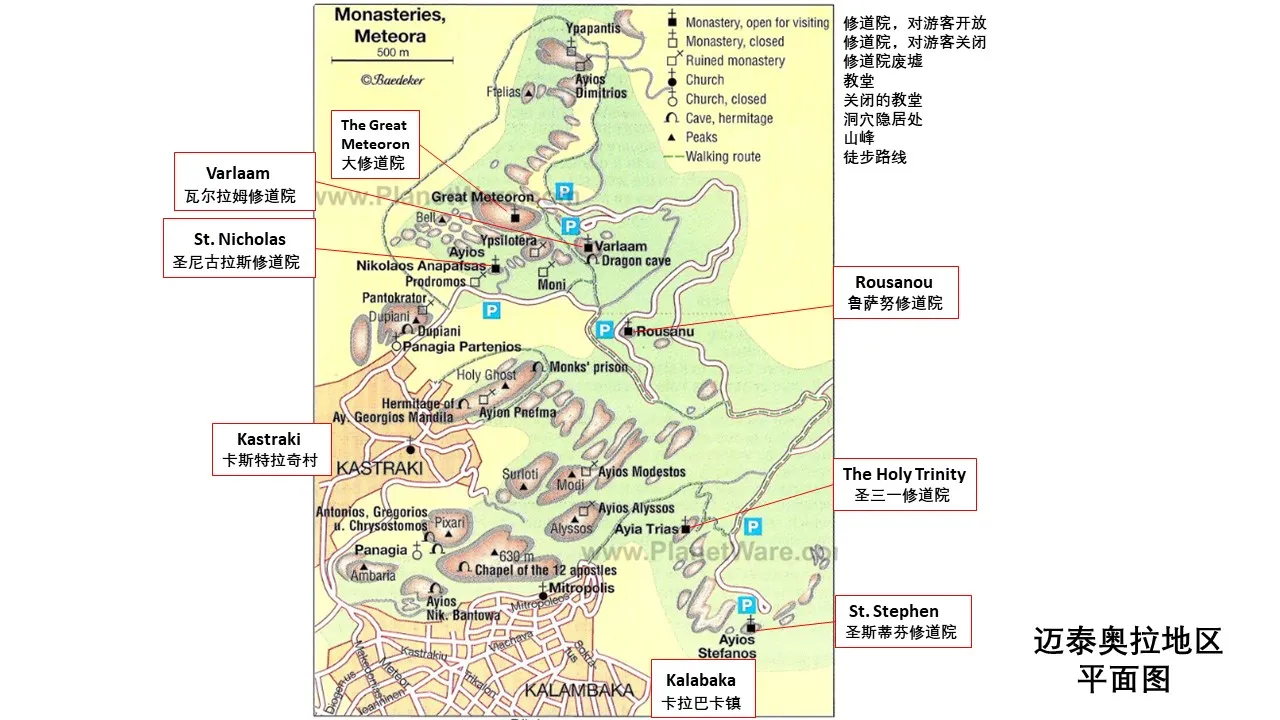 Monasteries,
Meteora
500 m
©Baedeker
Monastery, open for visiting
Monastery, closed
Ruined monastery
Church
Church, closed
Cave, hermitage
Peaks
Walking route
修道院，对游客开放
修道院，对游客关闭
修道院废墟
教堂
关闭的教堂
洞穴隐居处
山峰
徒步路线
Ypapantis
Ayios
Dimitrios
Ftelias
The Great
Meteoron
大修道院
Varlaam
瓦尔拉姆修道院
St. Nicholas
圣尼古拉斯修道院
www.PlanetWare.com
P
Great Meteoron
P
Bell
Ypsilotera
Varlaam
Dragon cave
Ayios
Nikolaos Anapafsas
Prodromos
Moni
Rousanou
鲁萨努修道院
Pantokrator
P
Dupiani
Dupiani
P
Rousanu
Panagia Partenios
Monks' prison
Holy Ghost
Hermitage of
Ay. Georgios Mandila
Ayion Pnefma
Kastraki
卡斯特拉奇村
KASTRAKI
Surloti
Modi
Ayios Modestos
The Holy Trinity
圣三一修道院
Antonios, Gregorios
u. Chrysostomos
Pixari
Ayios Alyssos
Alyssos
Ayia Trias
P
Panagia
630 m
www.PlanetWare.com
Chapel of the 12 apostles
Ambaria
Ayios
Nik. Bantowa
Mitropolis
Mitropoleos
P
St. Stephen
圣斯蒂芬修道院
Ayios
Stefanos
Vlachava
Kastrakiu
Trikalon
Meteor
KALAMBAKA
Kalabaka
卡拉巴卡镇
迈泰奥拉地区
平面图